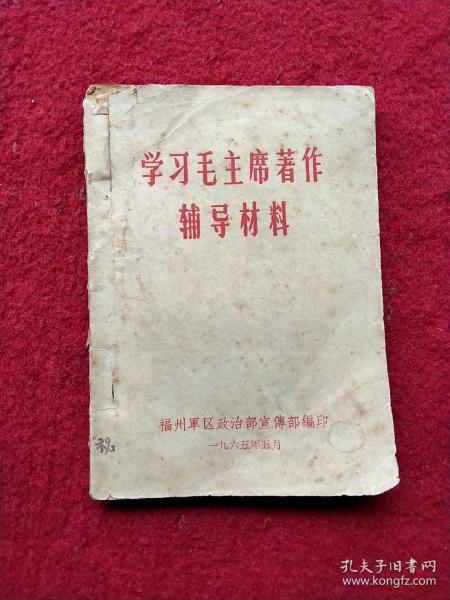 学习毛主席著作
辅导材料
福州軍区政治部宣傳部編印
一九六五年五月
孔夫子旧书网
www.kongfz.com